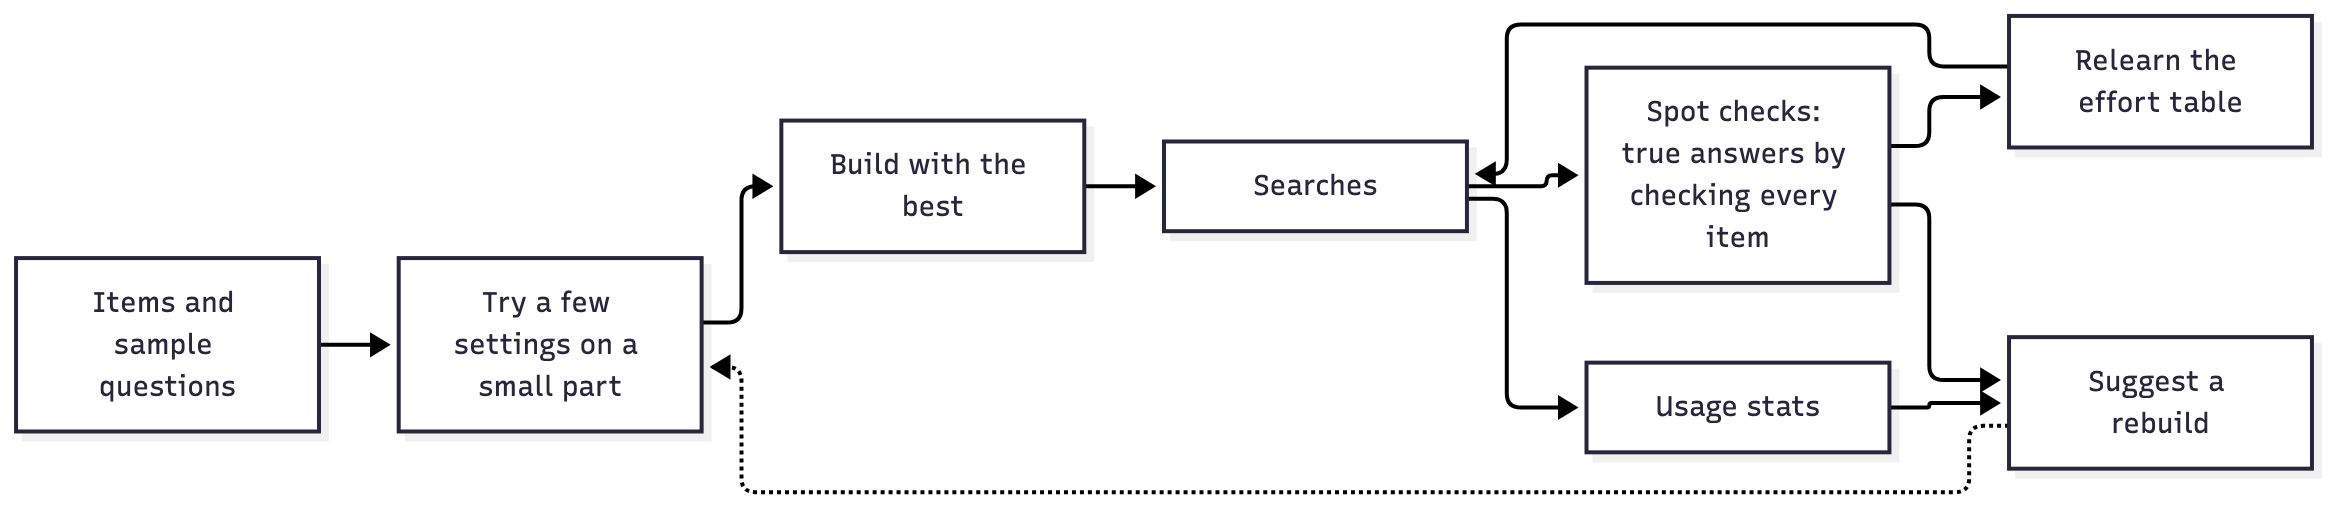 Items and
sample
questions
Try a few
settings on a
small part
Build with the
best
Searches
Spot checks:
true answers by
checking every
item
Usage stats
Relearn the
effort table
Suggest a
rebuild